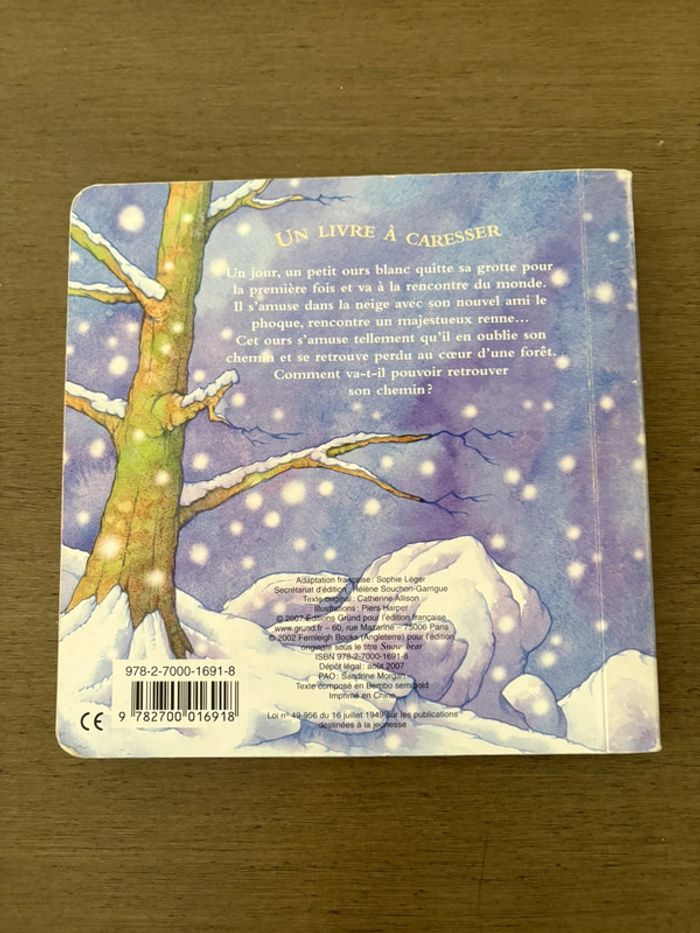 UN LIVRE À CARESSER
Un jour, un petit ours blanc quitte sa grotte pour
la première fois et va à la rencontre du monde.
Il s'amuse dans la neige avec son nouvel ami le
phoque, rencontre un majestueux renne...
Cet ours s'amuse tellement qu'il en oublie son
chemin et se retrouve perdu au cœur d'une forêt.
Comment va-t-il pouvoir retrouver
son chemin ?
Adaptation française : Sophie Léger
Secrétariat d'édition : Hélène Souchon-Garrigue
Texte original : Catherine Allison
Illustrations : Piers Harper
© 2007 Éditions Gründ pour l'édition française
www.grund.fr – 60, rue Mazarine – 75006 Paris
© 2002 Fernleigh Books (Angleterre) pour l'édition
originale sous le titre Snow bear
ISBN 978-2-7000-1691-8
Dépôt légal : août 2007
PAO : Sandrine Morgan
Texte composé en Bembo semibold
Imprimé en Chine
Loi n° 49-956 du 16 juillet 1949 sur les publications
destinées à la jeunesse
978-2-7000-1691-8
9 782700 016918
CE